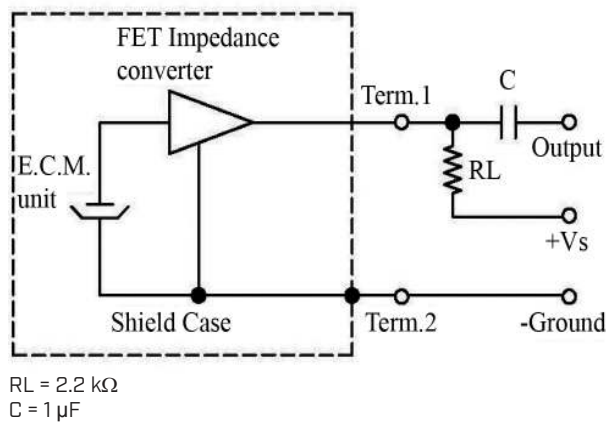 FET Impedance
converter
Term.1
C
Output
E.C.M.
unit
RL
+Vs
Shield Case
Term.2
-Ground
RL = 2.2 kΩ
C = 1 µF